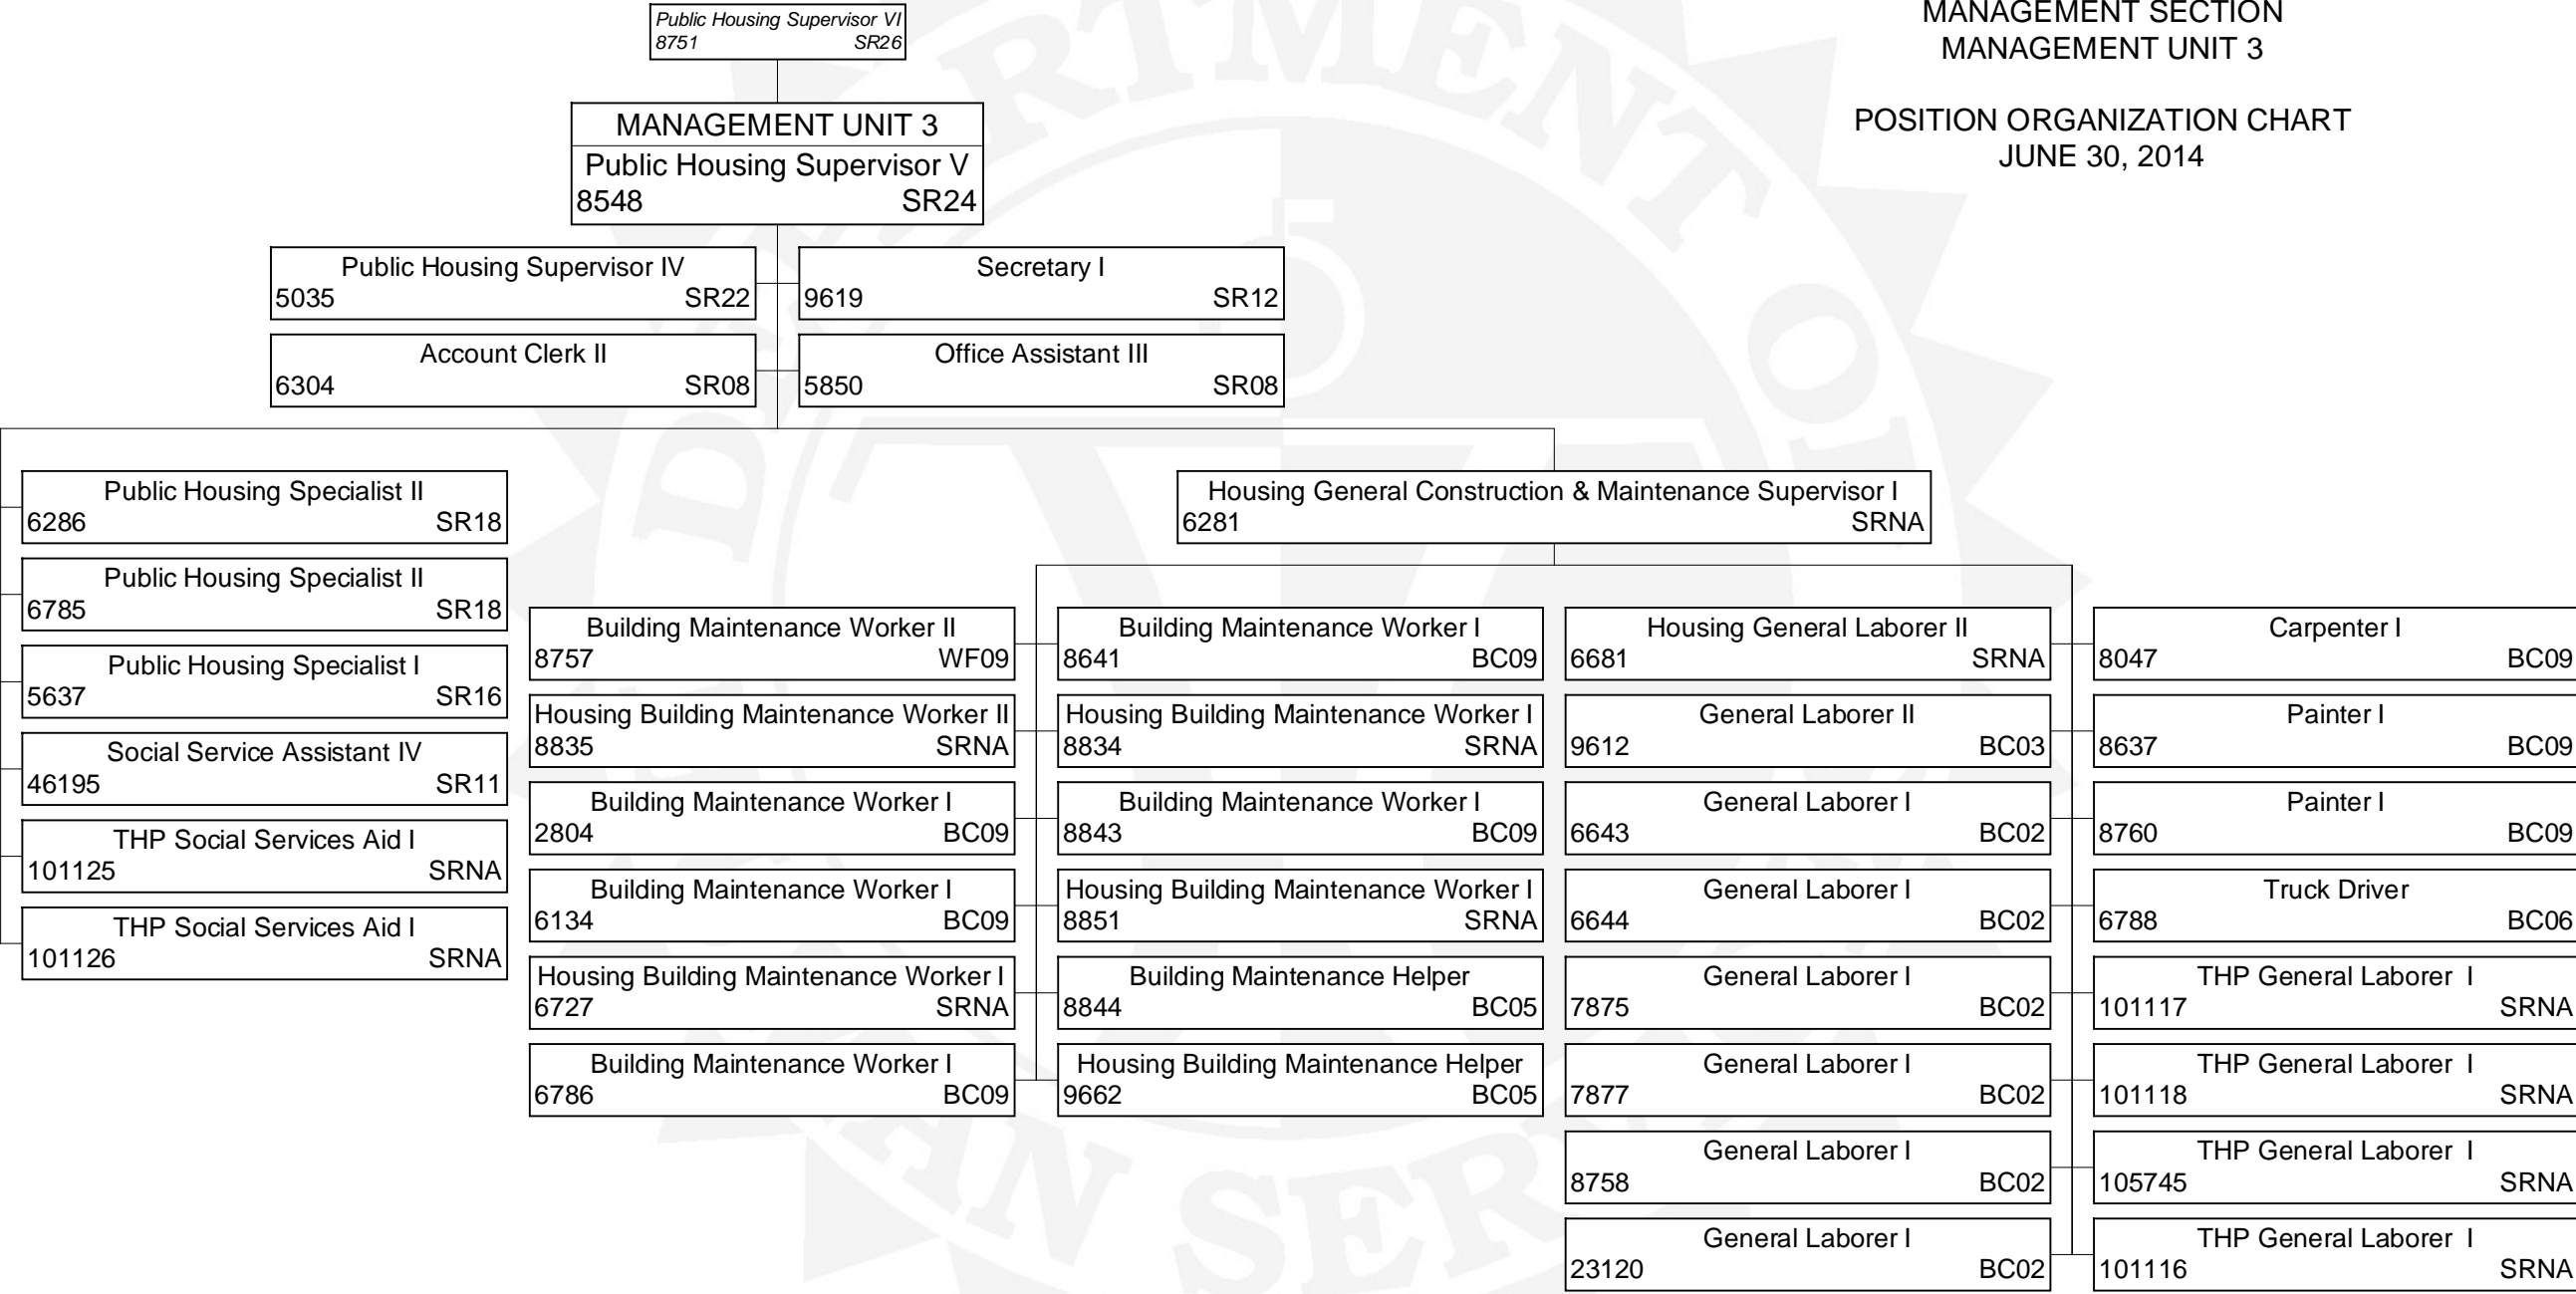 MANAGEMENT SECTION
MANAGEMENT UNIT 3
POSITION ORGANIZATION CHART
JUNE 30, 2014
Public Housing Supervisor VI
8751 SR26
MANAGEMENT UNIT 3
Public Housing Supervisor V
8548 SR24
Public Housing Supervisor IV
5035 SR22
Secretary I
9619 SR12
Account Clerk II
6304 SR08
Office Assistant III
5850 SR08
Public Housing Specialist II
6286 SR18
Public Housing Specialist II
6785 SR18
Public Housing Specialist I
5637 SR16
Social Service Assistant IV
46195 SR11
THP Social Services Aid I
101125 SRNA
THP Social Services Aid I
101126 SRNA
Housing General Construction & Maintenance Supervisor I
6281 SRNA
Building Maintenance Worker II
8757 WF09
Housing Building Maintenance Worker II
8835 SRNA
Building Maintenance Worker I
2804 BC09
Building Maintenance Worker I
6134 BC09
Housing Building Maintenance Worker I
6727 SRNA
Building Maintenance Worker I
6786 BC09
Building Maintenance Worker I
8641 BC09
Housing Building Maintenance Worker I
8834 SRNA
Building Maintenance Worker I
8843 BC09
Housing Building Maintenance Worker I
8851 SRNA
Building Maintenance Helper
8844 BC05
Housing Building Maintenance Helper
9662 BC05
Housing General Laborer II
6681 SRNA
General Laborer II
9612 BC03
General Laborer I
6643 BC02
General Laborer I
6644 BC02
General Laborer I
7875 BC02
General Laborer I
7877 BC02
General Laborer I
8758 BC02
General Laborer I
23120 BC02
Carpenter I
8047 BC09
Painter I
8637 BC09
Painter I
8760 BC09
Truck Driver
6788 BC06
THP General Laborer I
101117 SRNA
THP General Laborer I
101118 SRNA
THP General Laborer I
105745 SRNA
THP General Laborer I
101116 SRNA